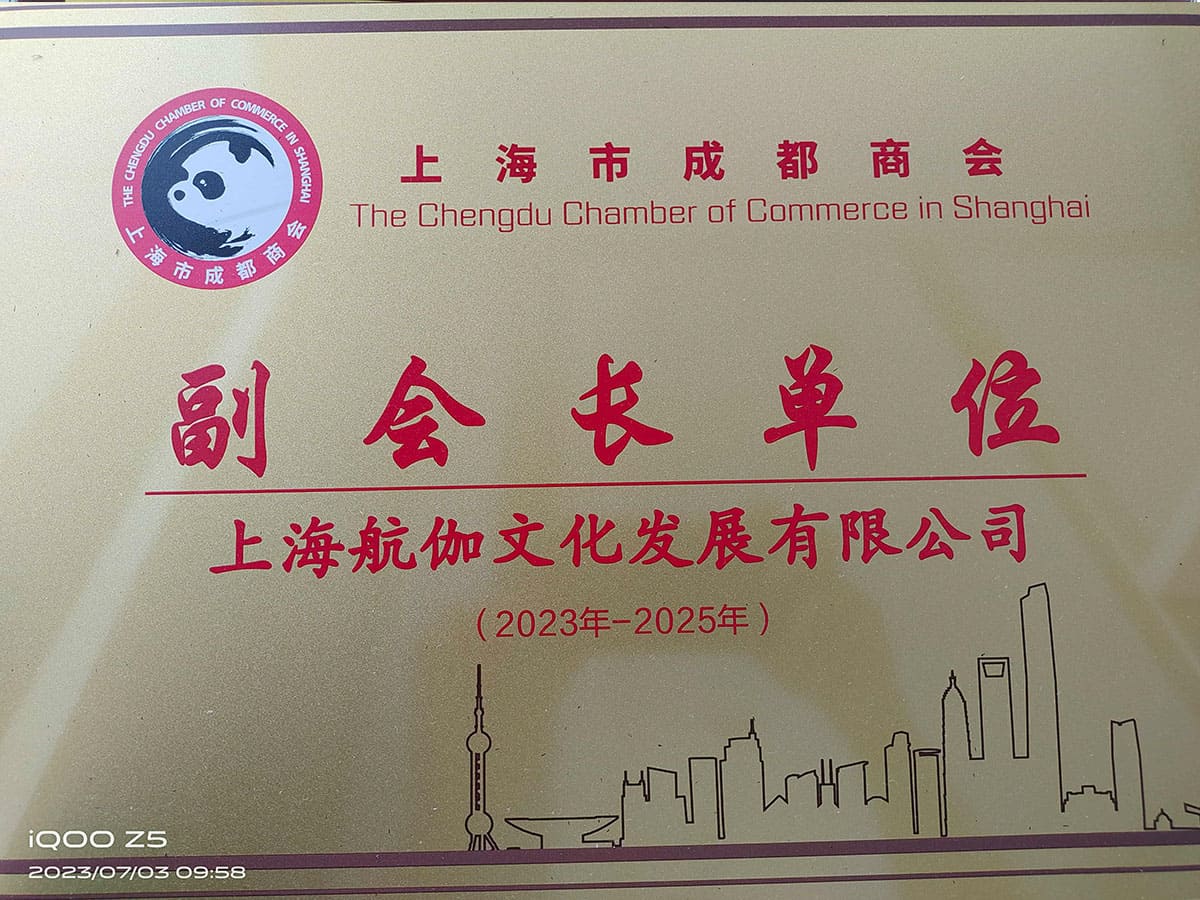 THE CHENGDU CHAMBER OF COMMERCE IN SHANGHAI
上海市成都商会
上海市成都商会
The Chengdu Chamber of Commerce in Shanghai
副会长单位
上海航伽文化发展有限公司
（2023年-2025年）
iQOO Z5
2023/07/03 09:58